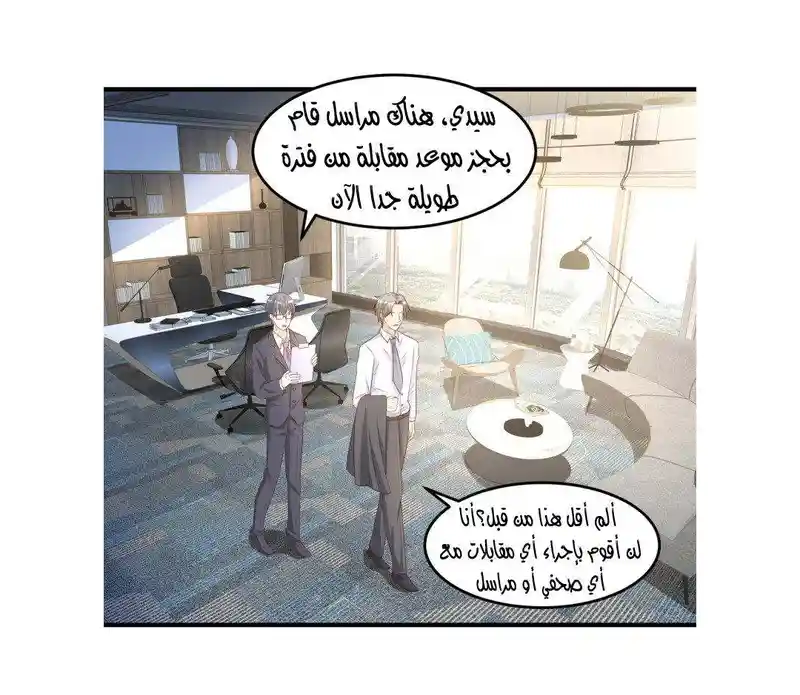 سيدي، هناك مراسل قام
بحجز موعد مقابلة من فترة
طويلة جدا الآن
ألم أقل هذا من قبل؟أنا
لن أقوم بإجراء أي مقابلات مع
أي صحفي أو مراسل